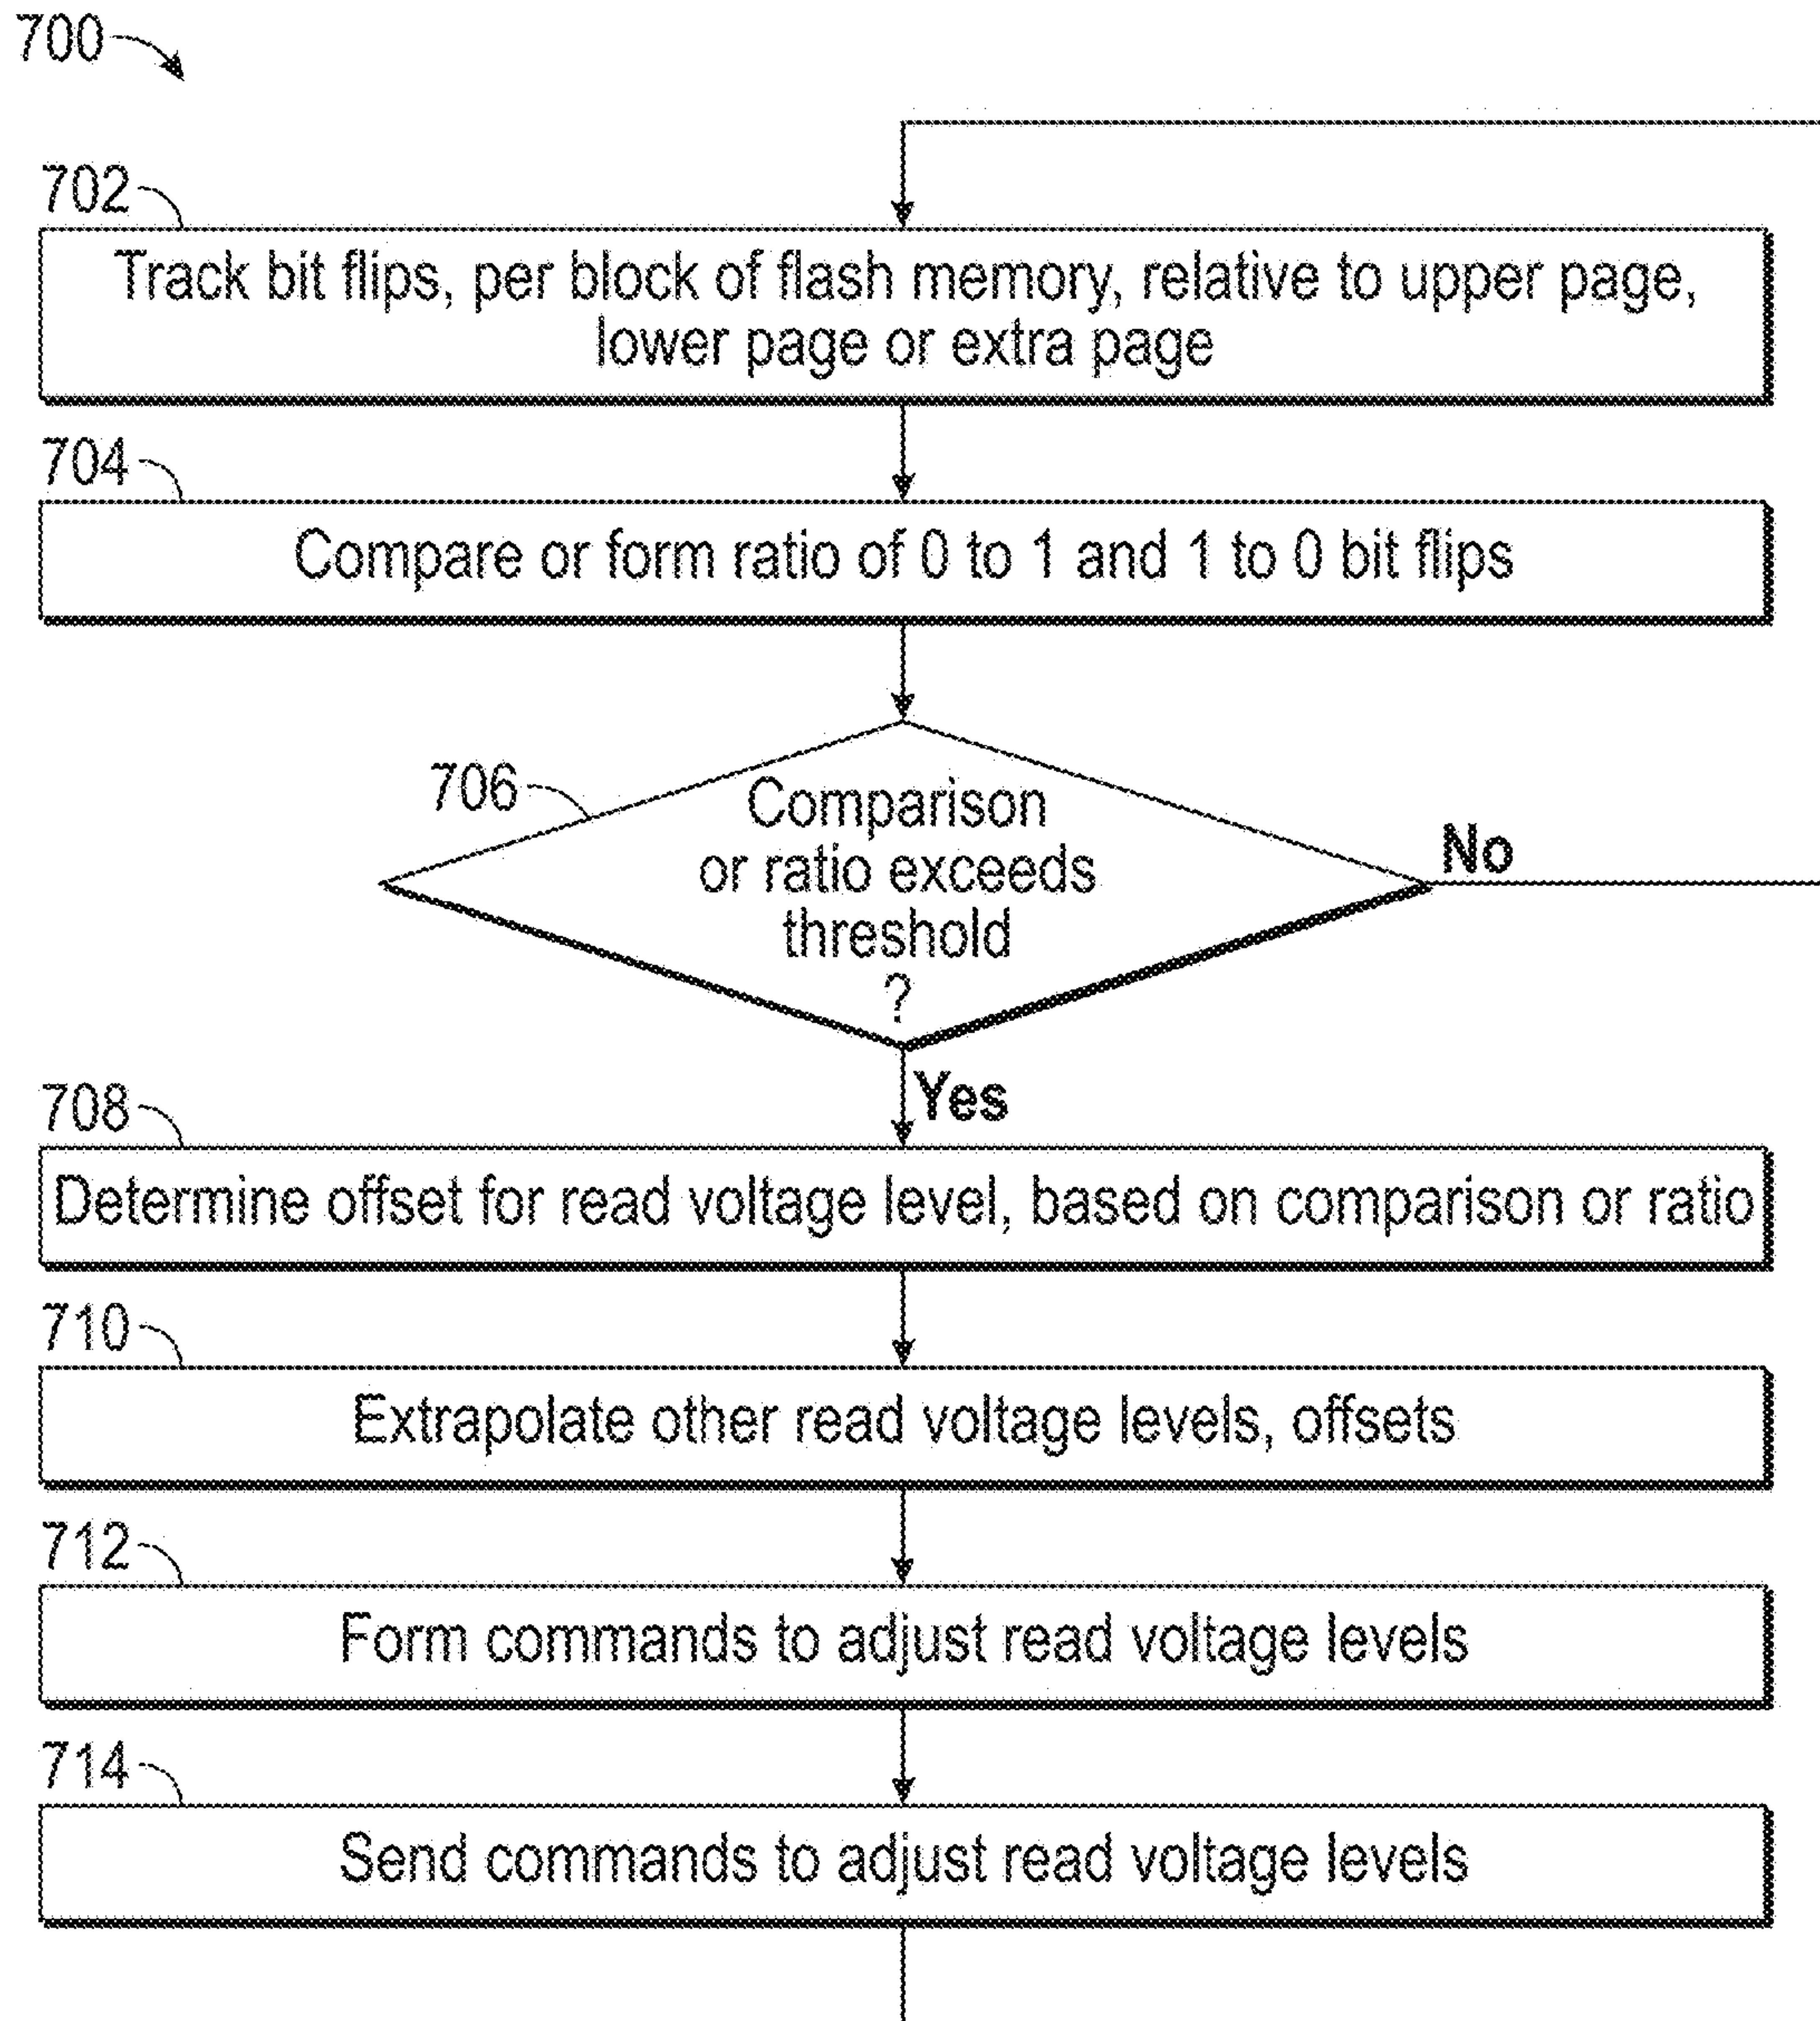 700
702
Track bit flips, per block of flash memory, relative to upper page,
lower page or extra page
704
Compare or form ratio of 0 to 1 and 1 to 0 bit flips
706
Comparison
or ratio exceeds
threshold
?
No
Yes
708
Determine offset for read voltage level, based on comparison or ratio
710
Extrapolate other read voltage levels, offsets
712
Form commands to adjust read voltage levels
714
Send commands to adjust read voltage levels